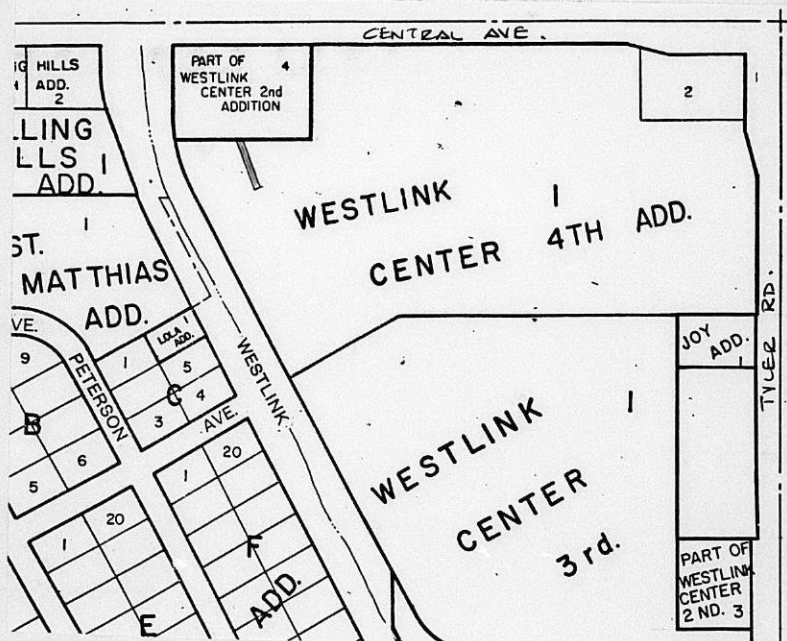 CENTRAL AVE.
HILLS
ADD.
2
PART OF 4
WESTLINK
CENTER 2nd
ADDITION
2
1
LLING
LLS 1
ADD.
WESTLINK 1
CENTER 4TH ADD.
1
ST.
MATTHIAS
ADD.
TYLER RD.
VE.
PETERSON
LOLA 1
ADD.
WESTLINK
AVE.
JOY
ADD.
1
9
B
5
6
1
5
C
3
4
WESTLINK 1
CENTER
3rd.
1
20
F
ADD.
1
20
E
PART OF
WESTLINK
CENTER
2 ND. 3